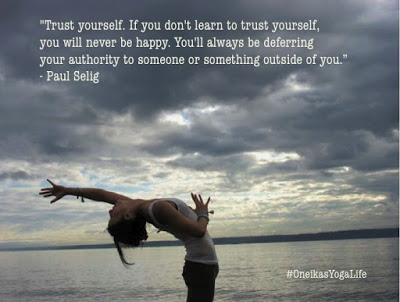 "Trust yourself. If you don't learn to trust yourself,
you will never be happy. You'll always be deferring
your authority to someone or something outside of you.”
- Paul Selig
#OneikasYogaLife